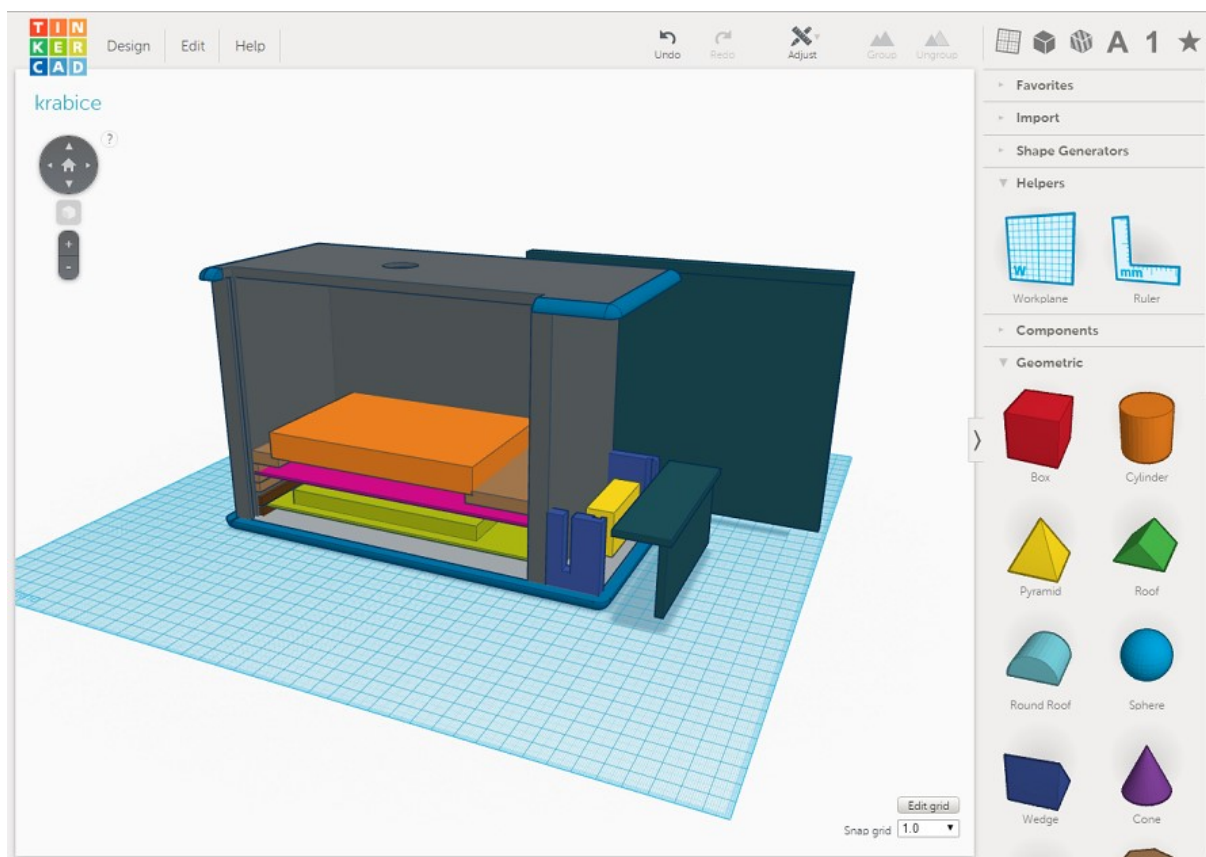 TIN
KER
CAD
Design Edit Help
Undo Redo Adjust Group Ungroup
A 1
krabice
?
+
-
Favorites
Import
Shape Generators
Helpers
W mm
Workplane Ruler
Components
Geometric
Box Cylinder
Pyramid Roof
Round Roof Sphere
Wedge Cone
Edit grid
Snap grid 1.0